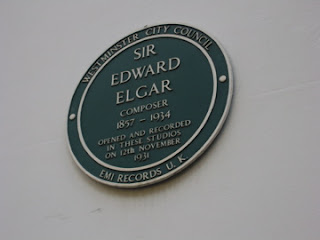 WESTMINSTER CITY COUNCIL
SIR
EDWARD
ELGAR
COMPOSER
1857 - 1934
OPENED AND RECORDED
IN THESE STUDIOS
ON 12TH NOVEMBER
1931
EMI RECORDS U.K